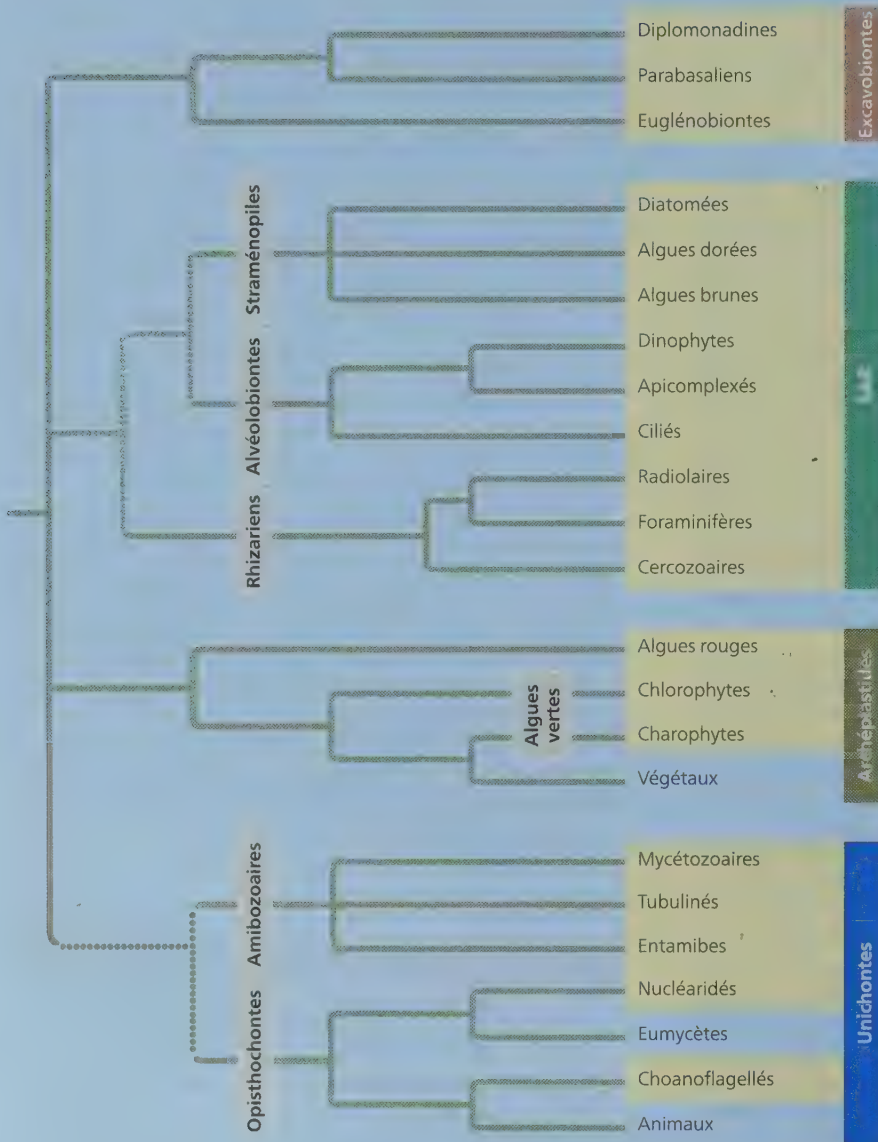 Diplomonadines
Parabasaliens
Euglénobiontes
Excavobiontes
Straménopiles
Diatomées
Algues dorées
Algues brunes
Alvéolobiontes
Dinophytes
Apicomplexés
Ciliés
Rhizariens
Radiolaires
Foraminifères
Cercozoaires
Algues rouges
Algues
vertes
Chlorophytes
Charophytes
Végétaux
Archéplastides
Amibozoaires
Mycétozoaires
Tubulinés
Entamibes
Opisthochontes
Nucléaridés
Eumycètes
Choanoflagellés
Animaux
Unichontes